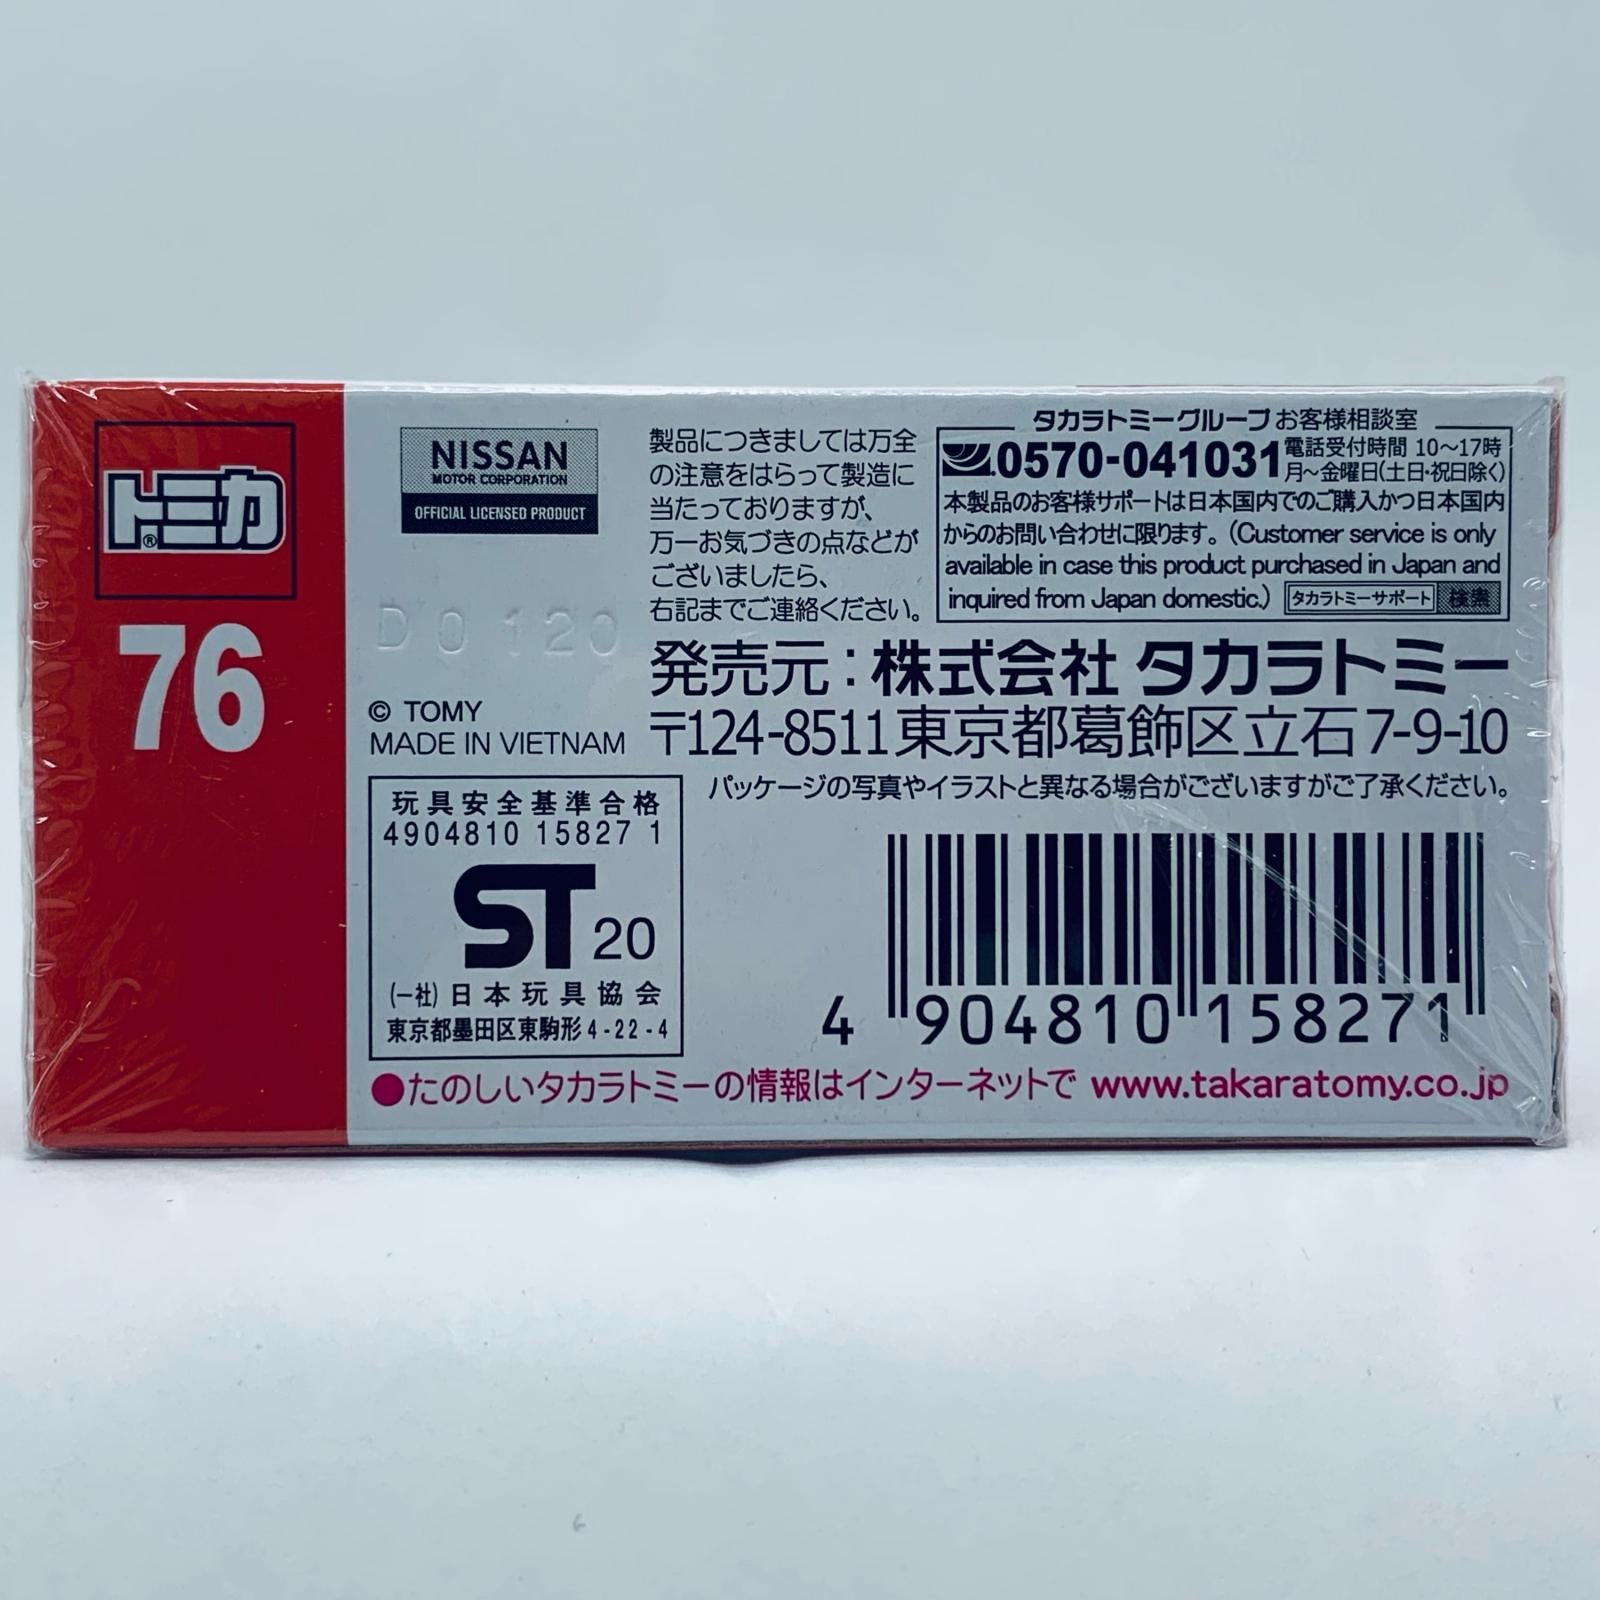 トミカ®
76
NISSAN
MOTOR CORPORATION
OFFICIAL LICENSED PRODUCT
D0 120
© TOMY
MADE IN VIETNAM
製品につきましては万全
の注意をはらって製造に
当たっておりますが、
万一お気づきの点などが
ございましたら、
右記までご連絡ください。
タカラトミーグループお客様相談室
0570-041031
電話受付時間 10〜17時
月〜金曜日(土日・祝日除く)
本製品のお客様サポートは日本国内でのご購入かつ日本国内
からのお問い合わせに限ります。(Customer service is only
available in case this product purchased in Japan and
inquired from Japan domestic.) タカラトミーサポート 検索
発売元:株式会社 タカラトミー
〒124-8511東京都葛飾区立石7-9-10
パッケージの写真やイラストと異なる場合がございますがご了承ください。
玩具安全基準合格
4904810 15827 1
ST 20
(一社)日本玩具協会
東京都墨田区東駒形4-22-4
4 904810 158271
●たのしいタカラトミーの情報はインターネットで www.takaratomy.co.jp